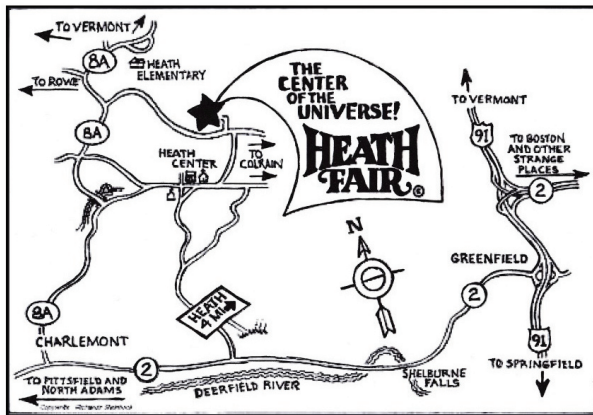 TO VERMONT
8A
HEATH
ELEMENTARY
TO ROWE
8A
THE
CENTER
OF THE
UNIVERSE!
HEATH
FAIR
HEATH
CENTER
TO
COLRAIN
TO VERMONT
91
TO BOSTON
AND OTHER
STRANGE
PLACES
2
N
GREENFIELD
2
HEATH
4 MI
8A
CHARLEMONT
2
91
TO SPRINGFIELD
SHELBURNE
FALLS
DEERFIELD RIVER
TO PITTSFIELD AND
NORTH ADAMS